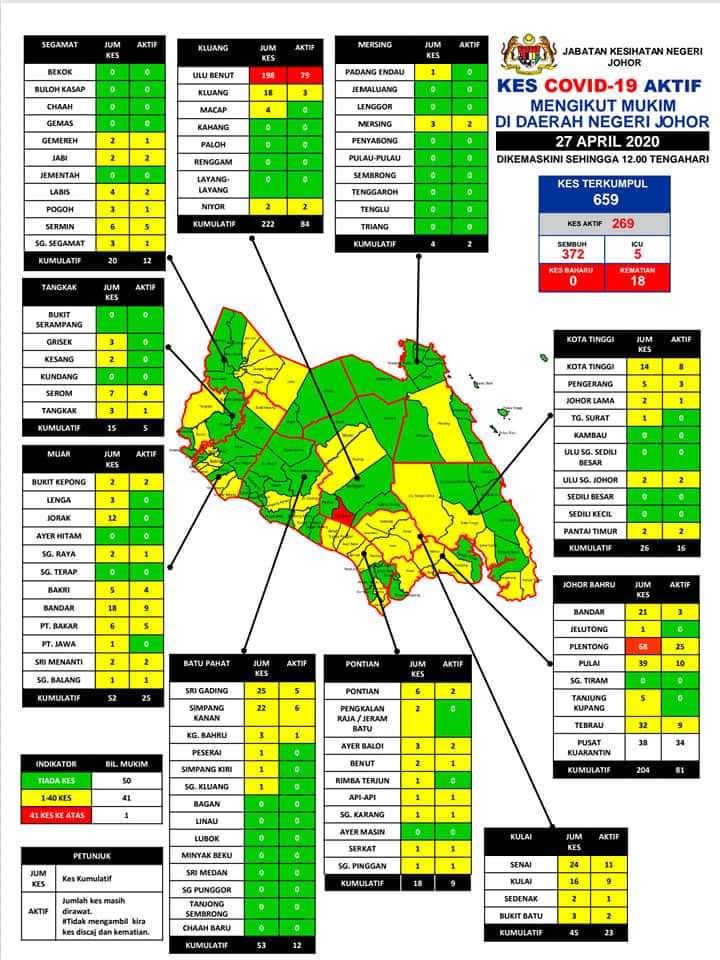 JABATAN KESIHATAN NEGERI
JOHOR
KES COVID-19 AKTIF
MENGIKUT MUKIM
DI DAERAH NEGERI JOHOR
27 APRIL 2020
DIKEMASKINI SEHINGGA 12.00 TENGAHARI
KES TERKUMPUL
659
KES AKTIF 269
SEMBUH ICU
372 5
KES BAHARU KEMATIAN
0 18
SEGAMAT JUM KES AKTIF
BEKOK 0 0
BULOH KASAP 0 0
CHAAH 0 0
GEMAS 0 0
GEMEREH 2 1
JABI 2 2
JEMENTAH 0 0
LABIS 4 2
POGOH 3 1
SERMIN 6 5
SG. SEGAMAT 3 1
KUMULATIF 20 12
KLUANG JUM KES AKTIF
ULU BENUT 198 79
KLUANG 18 3
MACAP 4 0
KAHANG 0 0
PALOH 0 0
RENGGAM 0 0
LAYANG-LAYANG 0 0
NIYOR 2 2
KUMULATIF 222 84
MERSING JUM KES AKTIF
PADANG ENDAU 1 0
JEMALUANG 0 0
LENGGOR 0 0
MERSING 3 2
PENYABONG 0 0
PULAU-PULAU 0 0
SEMBRONG 0 0
TENGGAROH 0 0
TENGLU 0 0
TRIANG 0 0
KUMULATIF 4 2
TANGKAK JUM KES AKTIF
BUKIT SERAMPANG 0 0
GRISEK 3 0
KESANG 2 0
KUNDANG 0 0
SEROM 7 4
TANGKAK 3 1
KUMULATIF 15 5
MUAR JUM KES AKTIF
BUKIT KEPONG 2 2
LENGA 3 0
JORAK 12 0
AYER HITAM 0 0
SG. RAYA 2 1
SG. TERAP 0 0
BAKRI 5 4
BANDAR 18 9
PT. BAKAR 6 5
PT. JAWA 1 0
SRI MENANTI 2 2
SG. BALANG 1 1
KUMULATIF 52 25
KOTA TINGGI JUM KES AKTIF
KOTA TINGGI 14 8
PENGERANG 5 3
JOHOR LAMA 2 1
TG. SURAT 1 0
KAMBAU 0 0
ULU SG. SEDILI BESAR 0 0
ULU SG. JOHOR 2 2
SEDILI BESAR 0 0
SEDILI KECIL 0 0
PANTAI TIMUR 2 2
KUMULATIF 26 16
JOHOR BAHRU JUM KES AKTIF
BANDAR 21 3
JELUTONG 1 0
PLENTONG 68 25
PULAI 39 10
SG. TIRAM 0 0
TANJUNG KUPANG 5 0
TEBRAU 32 9
PUSAT KUARANTIN 38 34
KUMULATIF 204 81
BATU PAHAT JUM KES AKTIF
SRI GADING 25 5
SIMPANG KANAN 22 6
KG. BAHRU 3 1
PESERAI 1 0
SIMPANG KIRI 1 0
SG. KLUANG 1 0
BAGAN 0 0
LINAU 0 0
LUBOK 0 0
MINYAK BEKU 0 0
SRI MEDAN 0 0
SG PUNGGOR 0 0
TANJONG SEMBRONG 0 0
CHAAH BARU 0 0
KUMULATIF 53 12
PONTIAN JUM KES AKTIF
PONTIAN 6 2
PENGKALAN RAJA / JERAM BATU 2 0
AYER BALOI 3 2
BENUT 2 1
RIMBA TERJUN 1 0
API-API 1 1
SG. KARANG 1 1
AYER MASIN 0 0
SERKAT 1 1
SG. PINGGAN 1 1
KUMULATIF 18 9
KULAI JUM KES AKTIF
SENAI 24 11
KULAI 16 9
SEDENAK 2 1
BUKIT BATU 3 2
KUMULATIF 45 23
INDIKATOR BIL. MUKIM
TIADA KES 50
1-40 KES 41
41 KES KE ATAS 1
PETUNJUK
JUM KES Kes Kumulatif
AKTIF Jumlah kes masih dirawat.
#Tidak mengambil kira kes discaj dan kematian.